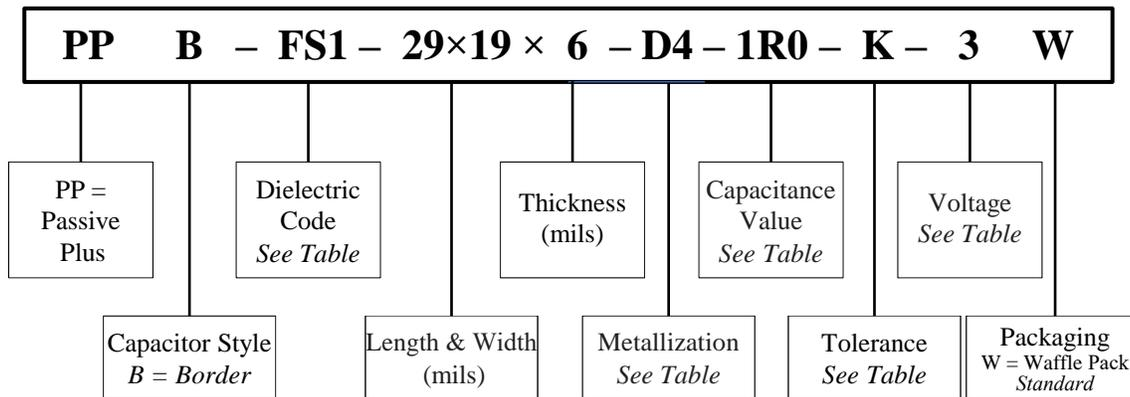 PP B – FS1 – 29×19 × 6 – D4 – 1R0 – K – 3 W
PP =
Passive
Plus
Dielectric
Code
See Table
Thickness
(mils)
Capacitance
Value
See Table
Voltage
See Table
Capacitor Style
B = Border
Length & Width
(mils)
Metallization
See Table
Tolerance
See Table
Packaging
W = Waffle Pack
Standard